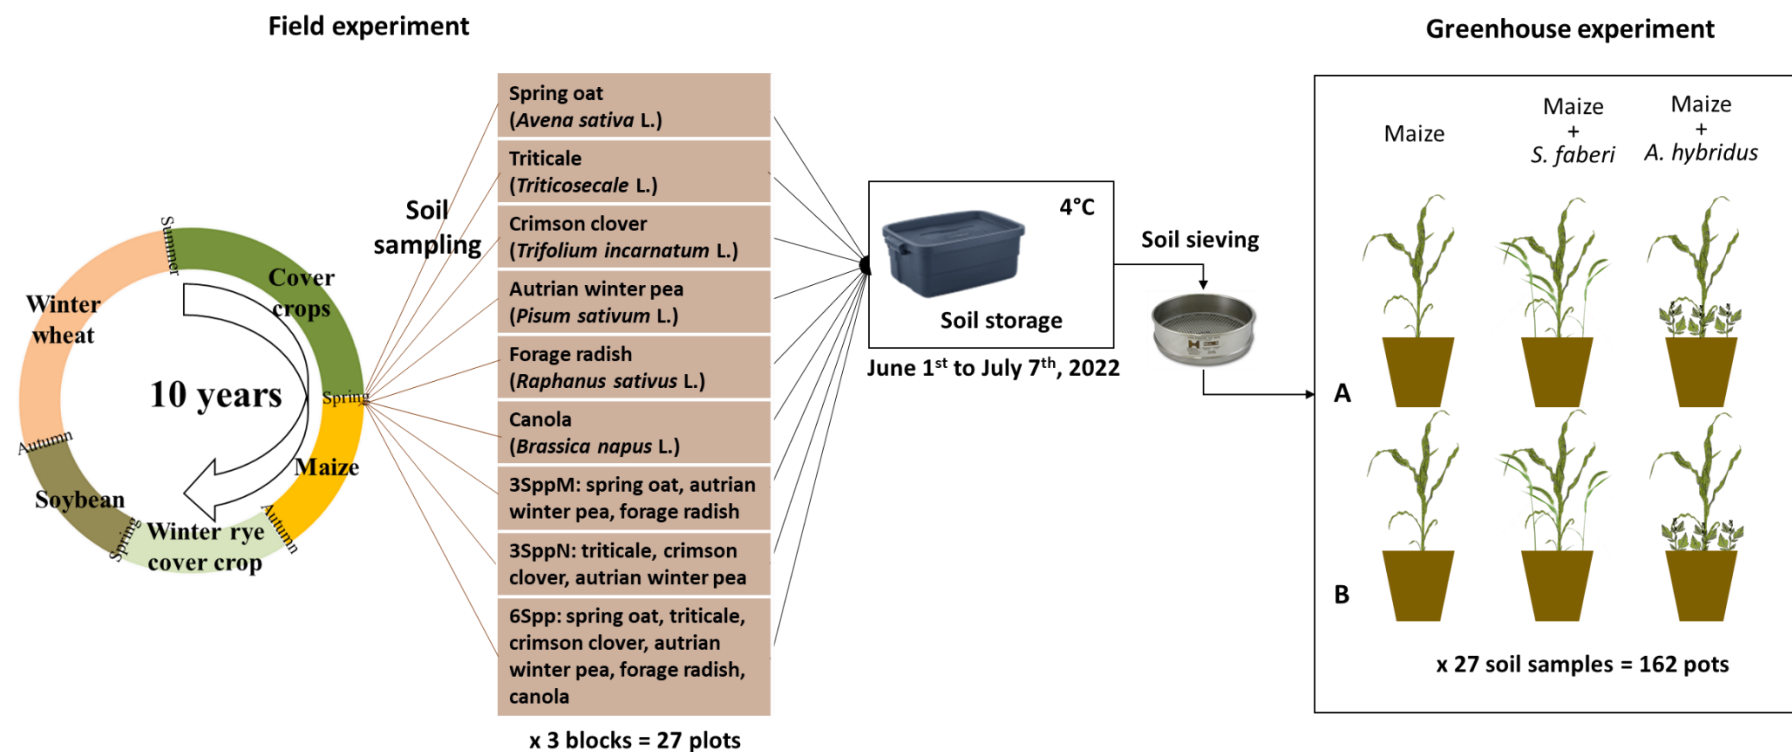 Field experiment
Greenhouse experiment
Summer
Cover
crops
Winter
wheat
10 years
Spring
Autumn
Maize
Soybean
Autumn
Spring
Winter rye
cover crop
Soil
sampling
Spring oat
(Avena sativa L.)
Triticale
(Triticosecale L.)
Crimson clover
(Trifolium incarnatum L.)
Autrian winter pea
(Pisum sativum L.)
Forage radish
(Raphanus sativus L.)
Canola
(Brassica napus L.)
3SppM: spring oat, autrian
winter pea, forage radish
3SppN: triticale, crimson
clover, autrian winter pea
6Spp: spring oat, triticale,
crimson clover, autrian
winter pea, forage radish,
canola
x 3 blocks = 27 plots
4°C
Soil storage
June 1st to July 7th, 2022
Soil sieving
Maize
Maize
+
S. faberi
Maize
+
A. hybridus
A
B
x 27 soil samples = 162 pots